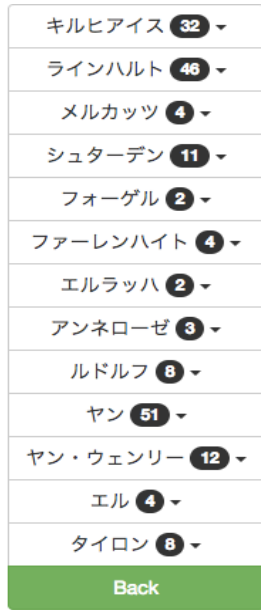 キルヒアイス 32
ラインハルト 46
メルカッツ 4
シュターデン 11
フォーゲル 2
ファーレンハイト 4
エルラッハ 2
アンネローゼ 3
ルドルフ 8
ヤン 51
ヤン・ウェンリー 12
エル 4
タイロン 8
Back